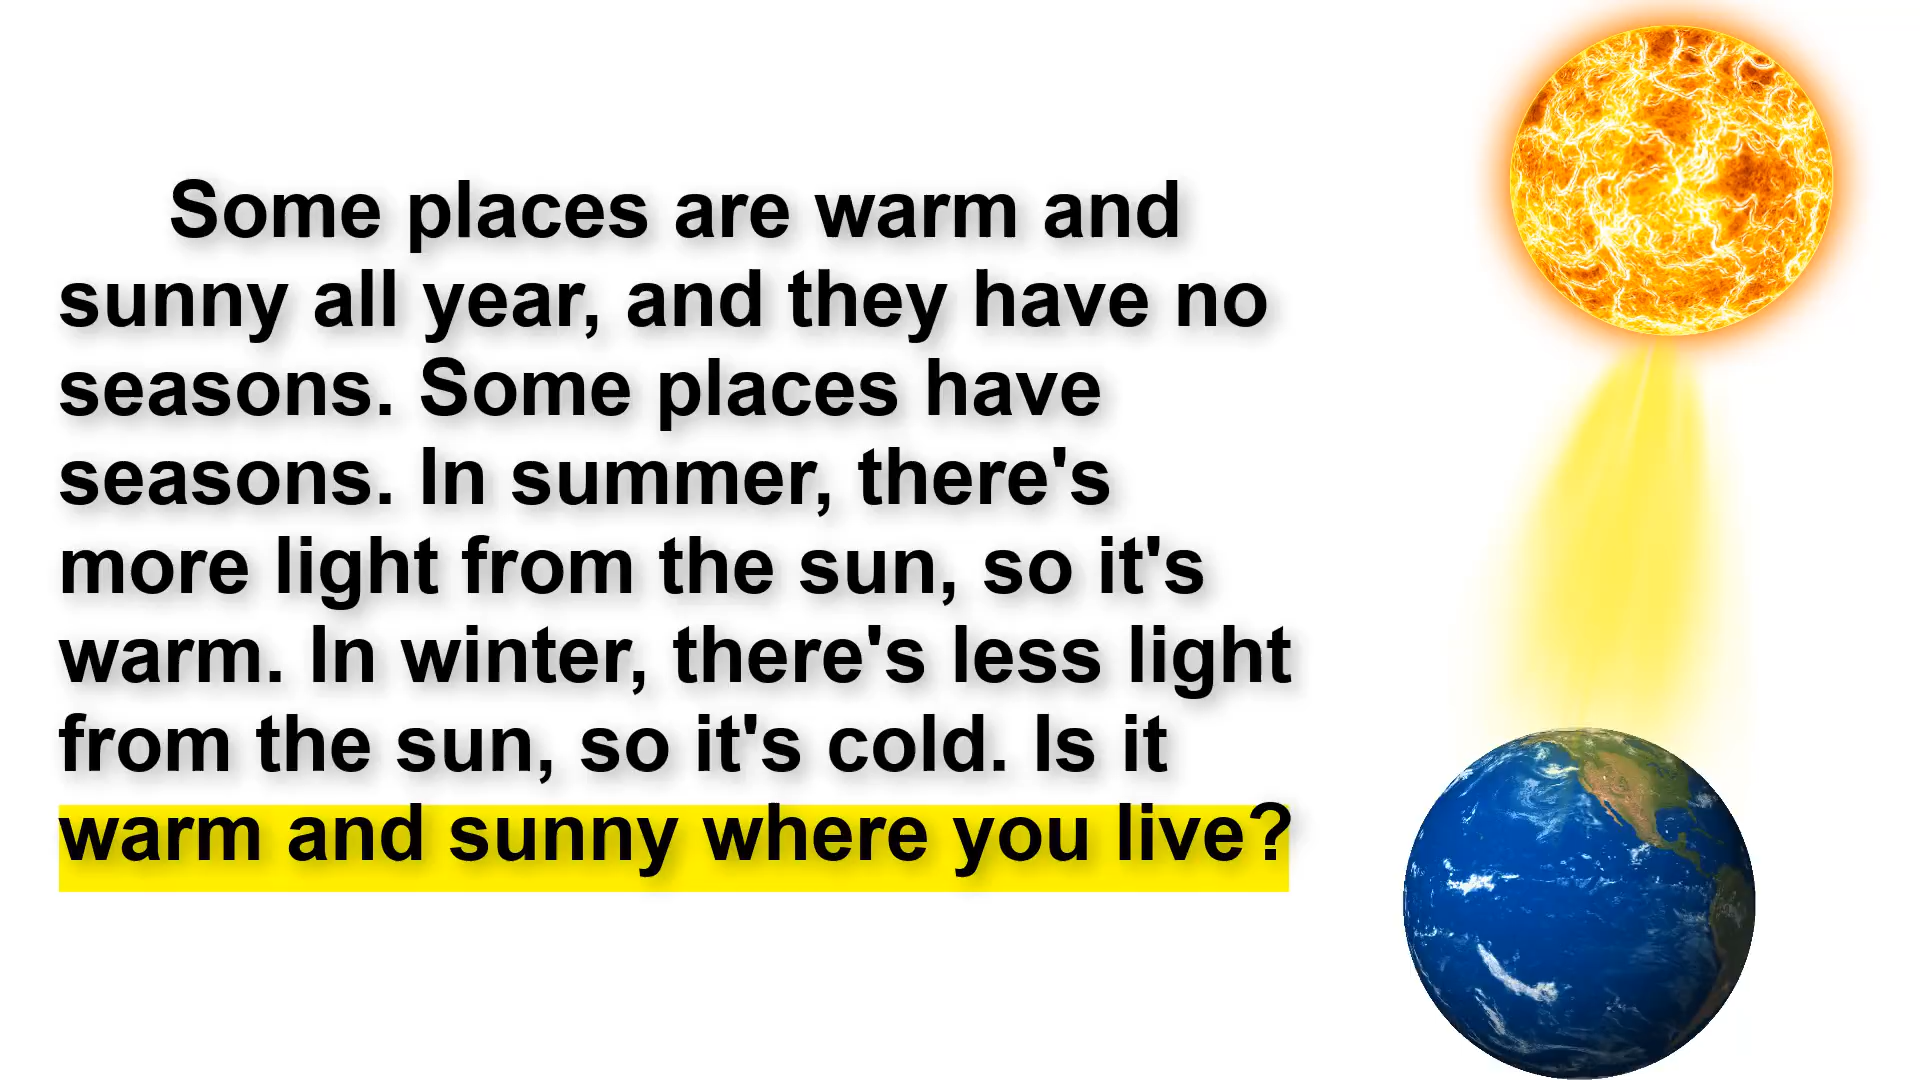 Some places are warm and
sunny all year, and they have no
seasons. Some places have
seasons. In summer, there's
more light from the sun, so it's
warm. In winter, there's less light
from the sun, so it's cold. Is it
warm and sunny where you live?